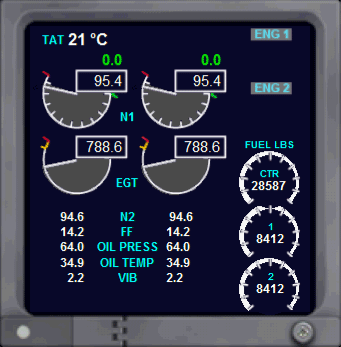 TAT 21 °C
ENG 1
0.0 0.0
95.4 95.4
ENG 2
N1
788.6 788.6
FUEL LBS
EGT
CTR
28587
94.6 N2 94.6
14.2 FF 14.2
64.0 OIL PRESS 64.0
34.9 OIL TEMP 34.9
2.2 VIB 2.2
1
8412
2
8412